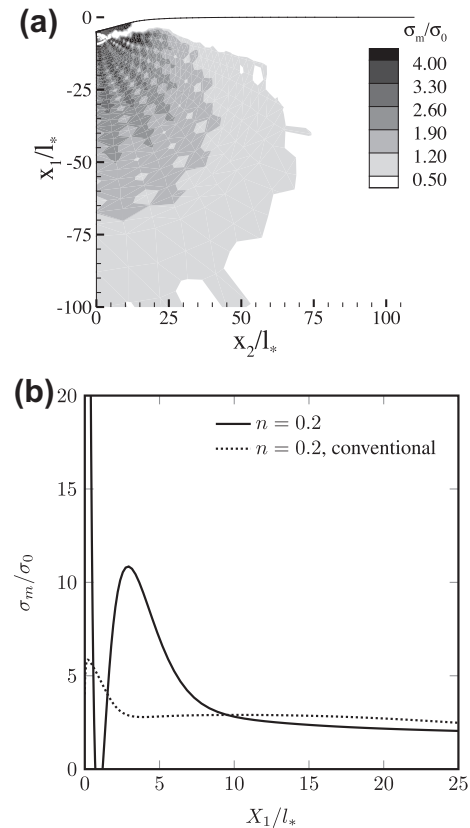 (a)
σm/σ0
4.00
3.30
2.60
1.90
1.20
0.50
0
-25
-50
-75
-100
x1/l*
0 25 50 75 100
x2/l*
(b)
20
15
10
5
0
σm/σ0
n = 0.2
n = 0.2, conventional
0 5 10 15 20 25
X1/l*